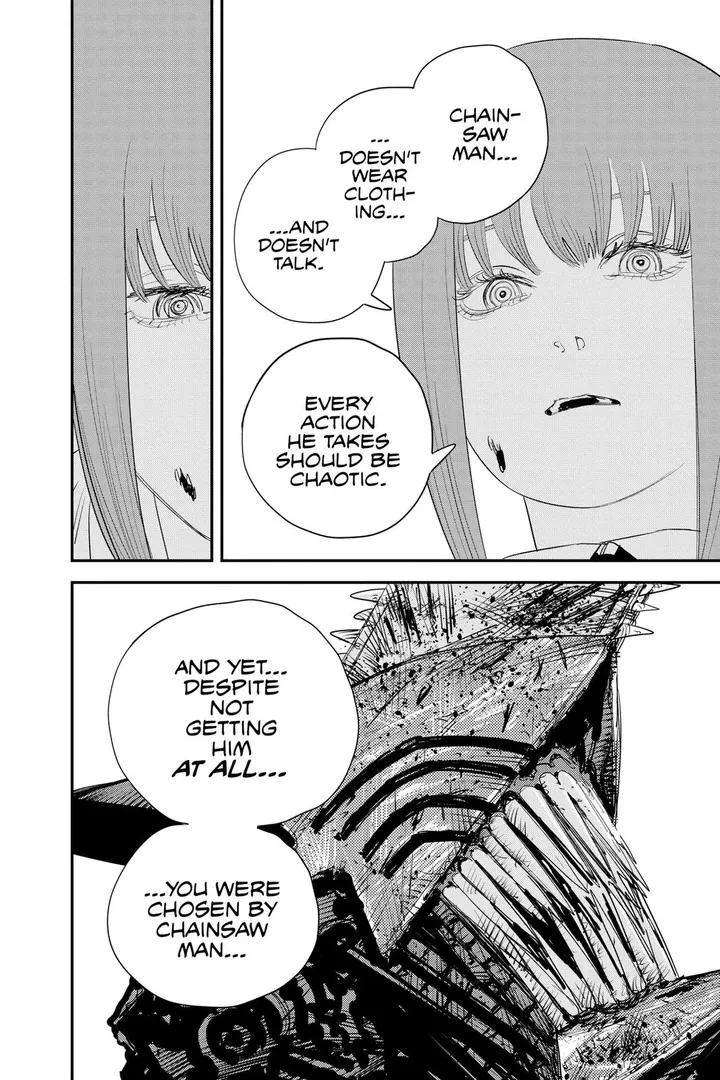 CHAIN-
SAW
MAN...
...
DOESN'T
WEAR
CLOTH-
ING...
...AND
DOESN'T
TALK.
EVERY
ACTION
HE TAKES
SHOULD BE
CHAOTIC.
AND YET...
DESPITE
NOT
GETTING
HIM
AT ALL...
...YOU WERE
CHOSEN BY
CHAINSAW
MAN...